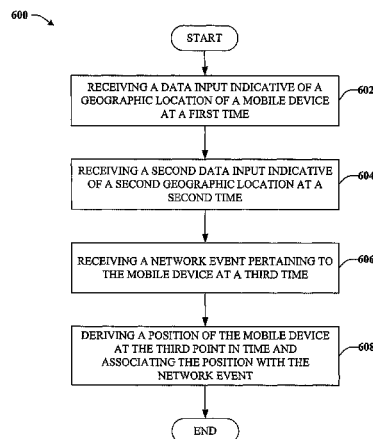 600
START
RECEIVING A DATA INPUT INDICATIVE OF A
GEOGRAPHIC LOCATION OF A MOBILE DEVICE
AT A FIRST TIME
602
RECEIVING A SECOND DATA INPUT INDICATIVE
OF A SECOND GEOGRAPHIC LOCATION AT A
SECOND TIME
604
RECEIVING A NETWORK EVENT PERTAINING TO
THE MOBILE DEVICE AT A THIRD TIME
606
DERIVING A POSITION OF THE MOBILE DEVICE
AT THE THIRD POINT IN TIME AND
ASSOCIATING THE POSITION WITH THE
NETWORK EVENT
608
END